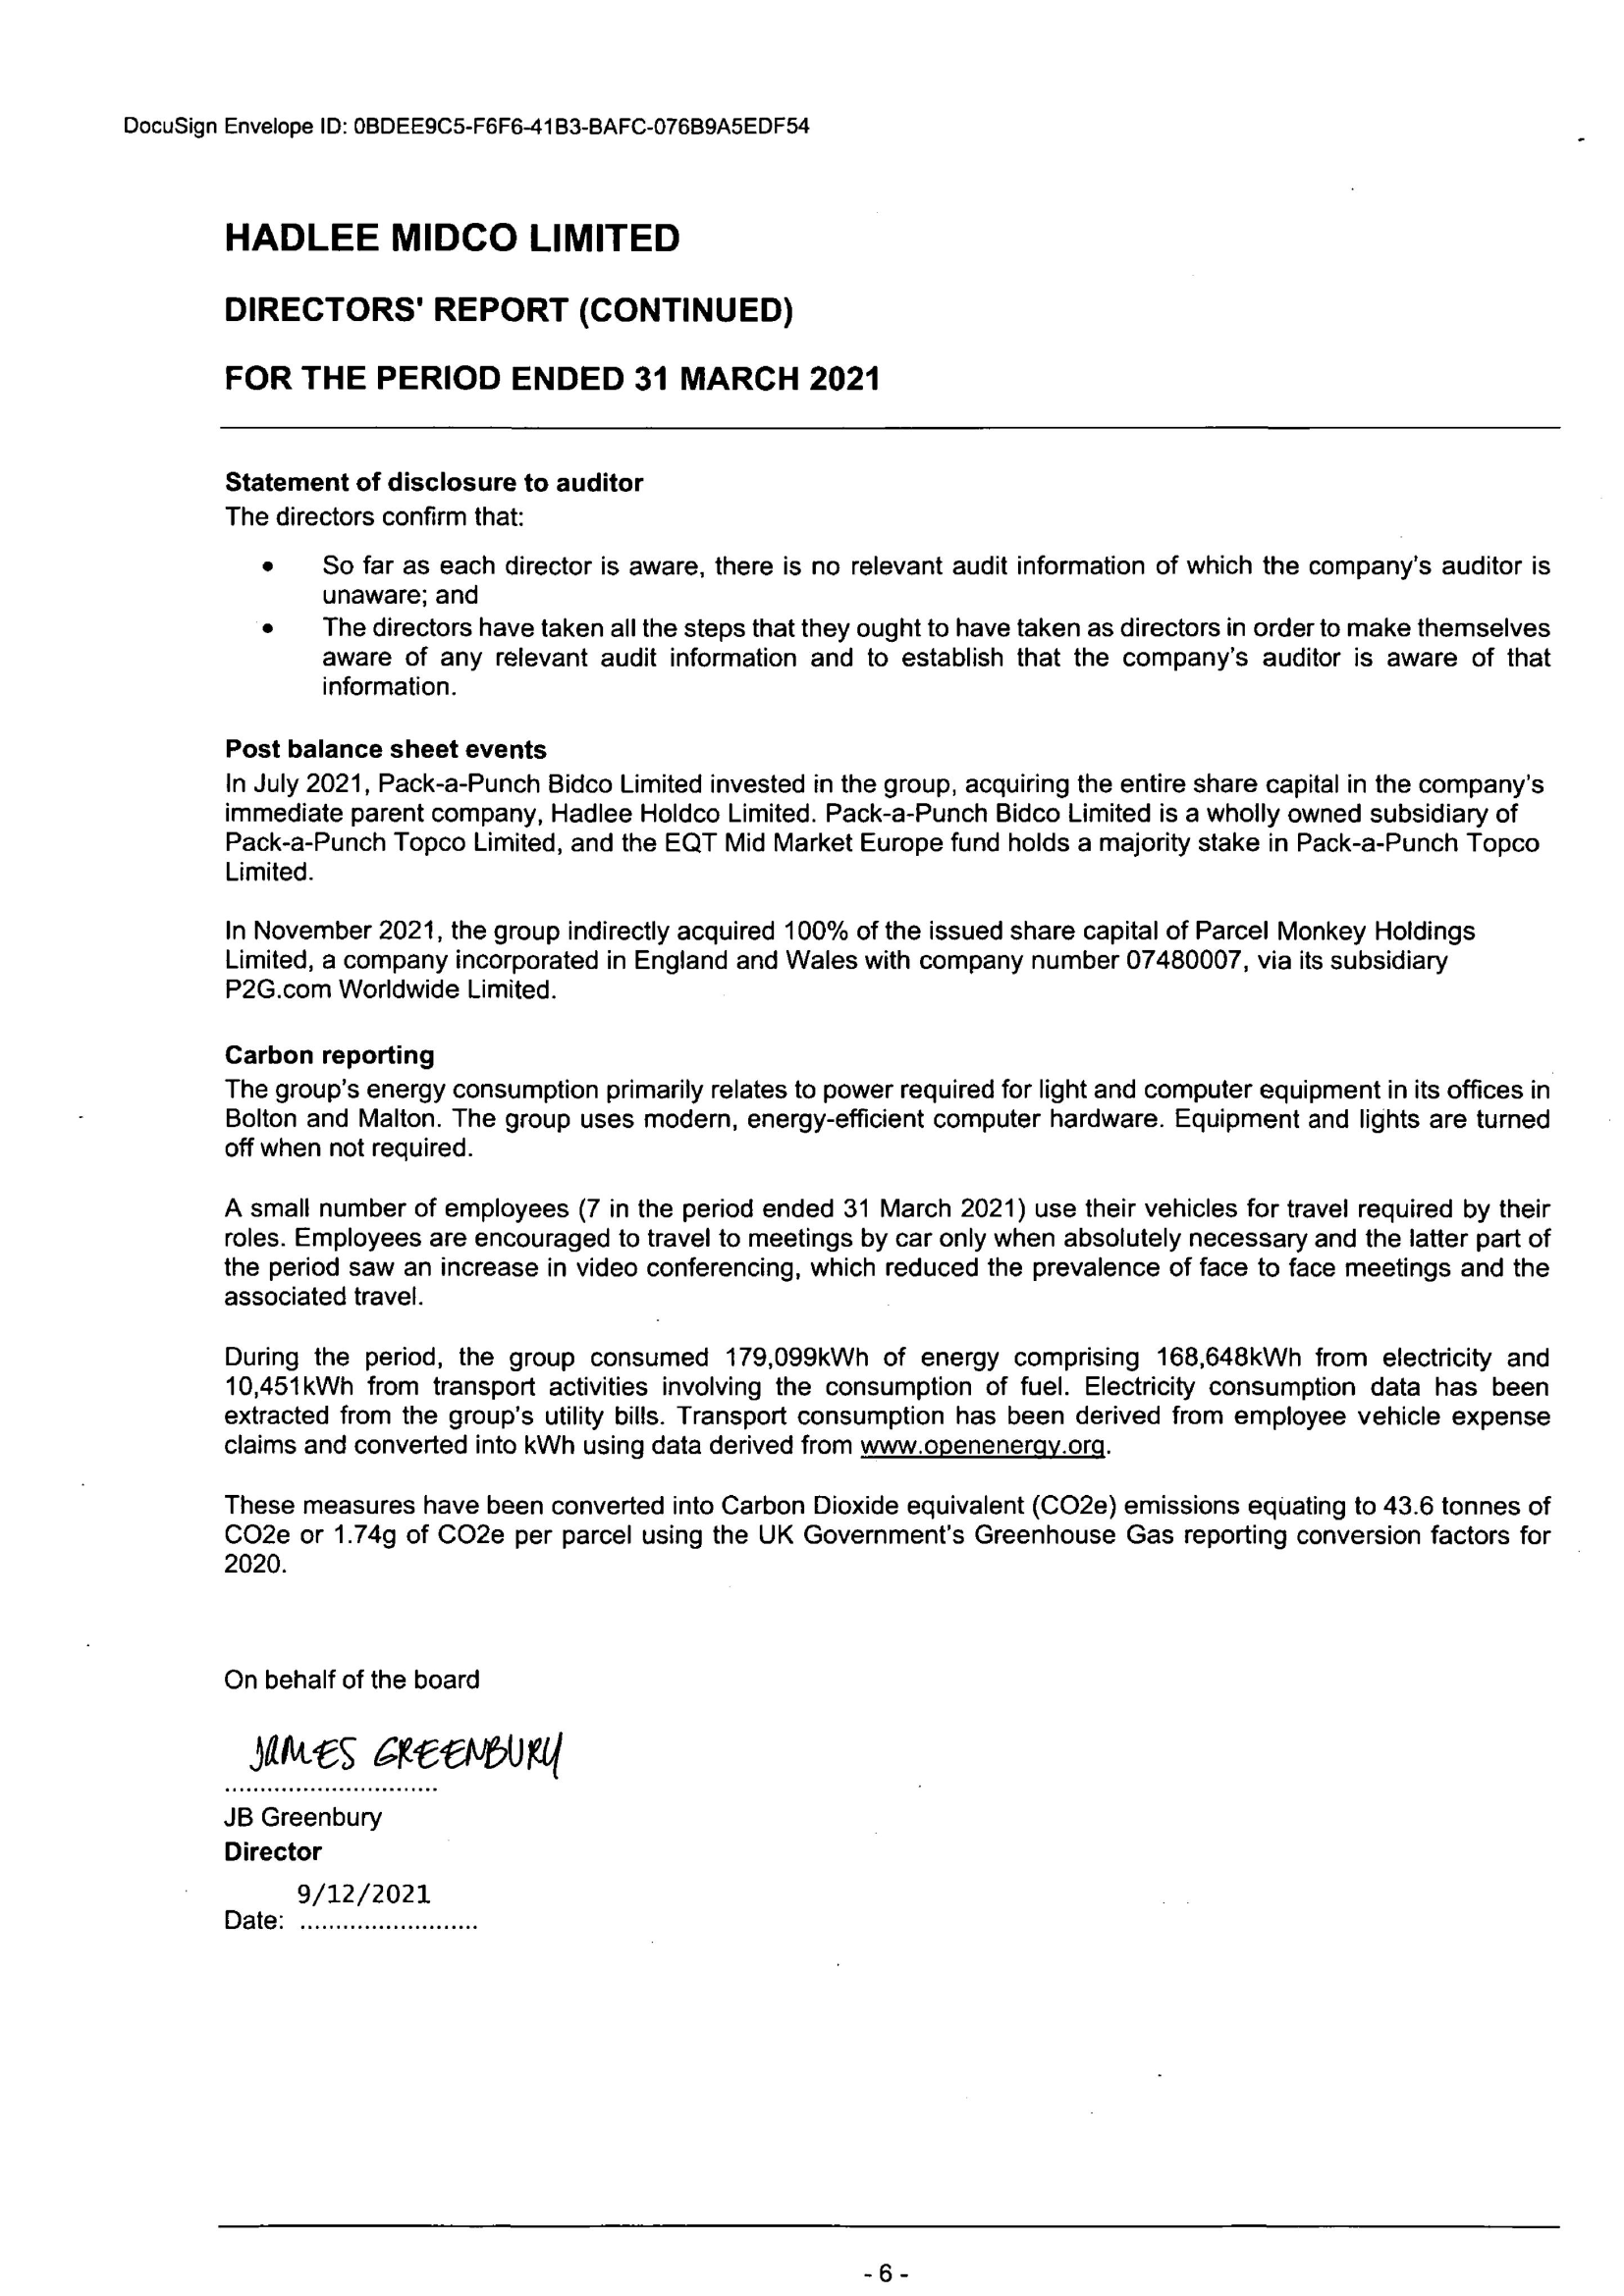 DocuSign Envelope ID: 0BDEE9C5-F6F6-41B3-BAFC-076B9A5EDF54
HADLEE MIDCO LIMITED
DIRECTORS' REPORT (CONTINUED)
FOR THE PERIOD ENDED 31 MARCH 2021
Statement of disclosure to auditor
The directors confirm that:
• So far as each director is aware, there is no relevant audit information of which the company's auditor is
unaware; and
• The directors have taken all the steps that they ought to have taken as directors in order to make themselves
aware of any relevant audit information and to establish that the company's auditor is aware of that
information.
Post balance sheet events
In July 2021, Pack-a-Punch Bidco Limited invested in the group, acquiring the entire share capital in the company's
immediate parent company, Hadlee Holdco Limited. Pack-a-Punch Bidco Limited is a wholly owned subsidiary of
Pack-a-Punch Topco Limited, and the EQT Mid Market Europe fund holds a majority stake in Pack-a-Punch Topco
Limited.
In November 2021, the group indirectly acquired 100% of the issued share capital of Parcel Monkey Holdings
Limited, a company incorporated in England and Wales with company number 07480007, via its subsidiary
P2G.com Worldwide Limited.
Carbon reporting
The group's energy consumption primarily relates to power required for light and computer equipment in its offices in
Bolton and Malton. The group uses modern, energy-efficient computer hardware. Equipment and lights are turned
off when not required.
A small number of employees (7 in the period ended 31 March 2021) use their vehicles for travel required by their
roles. Employees are encouraged to travel to meetings by car only when absolutely necessary and the latter part of
the period saw an increase in video conferencing, which reduced the prevalence of face to face meetings and the
associated travel.
During the period, the group consumed 179,099kWh of energy comprising 168,648kWh from electricity and
10,451kWh from transport activities involving the consumption of fuel. Electricity consumption data has been
extracted from the group's utility bills. Transport consumption has been derived from employee vehicle expense
claims and converted into kWh using data derived from www.openenergy.org.
These measures have been converted into Carbon Dioxide equivalent (CO2e) emissions equating to 43.6 tonnes of
CO2e or 1.74g of CO2e per parcel using the UK Government's Greenhouse Gas reporting conversion factors for
2020.
On behalf of the board
JAMES GREENBURY
..............................
JB Greenbury
Director
9/12/2021
Date: .........................
- 6 -